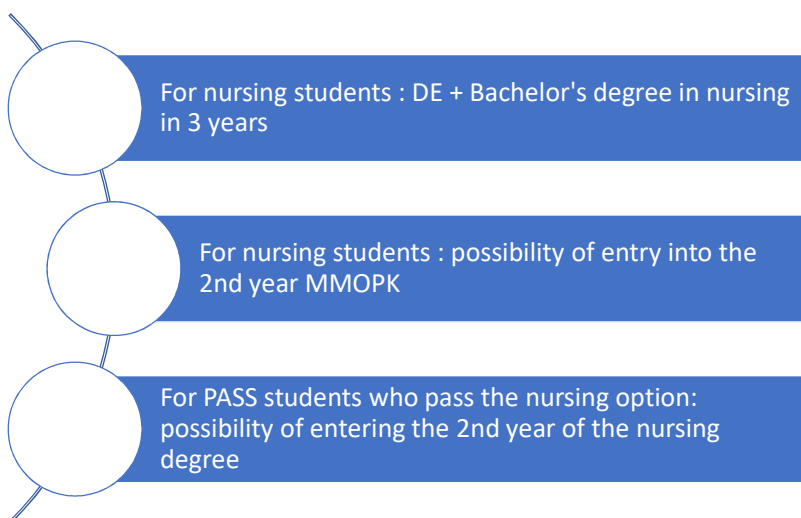 For nursing students : DE + Bachelor's degree in nursing
in 3 years
For nursing students : possibility of entry into the
2nd year MMOPK
For PASS students who pass the nursing option:
possibility of entering the 2nd year of the nursing
degree